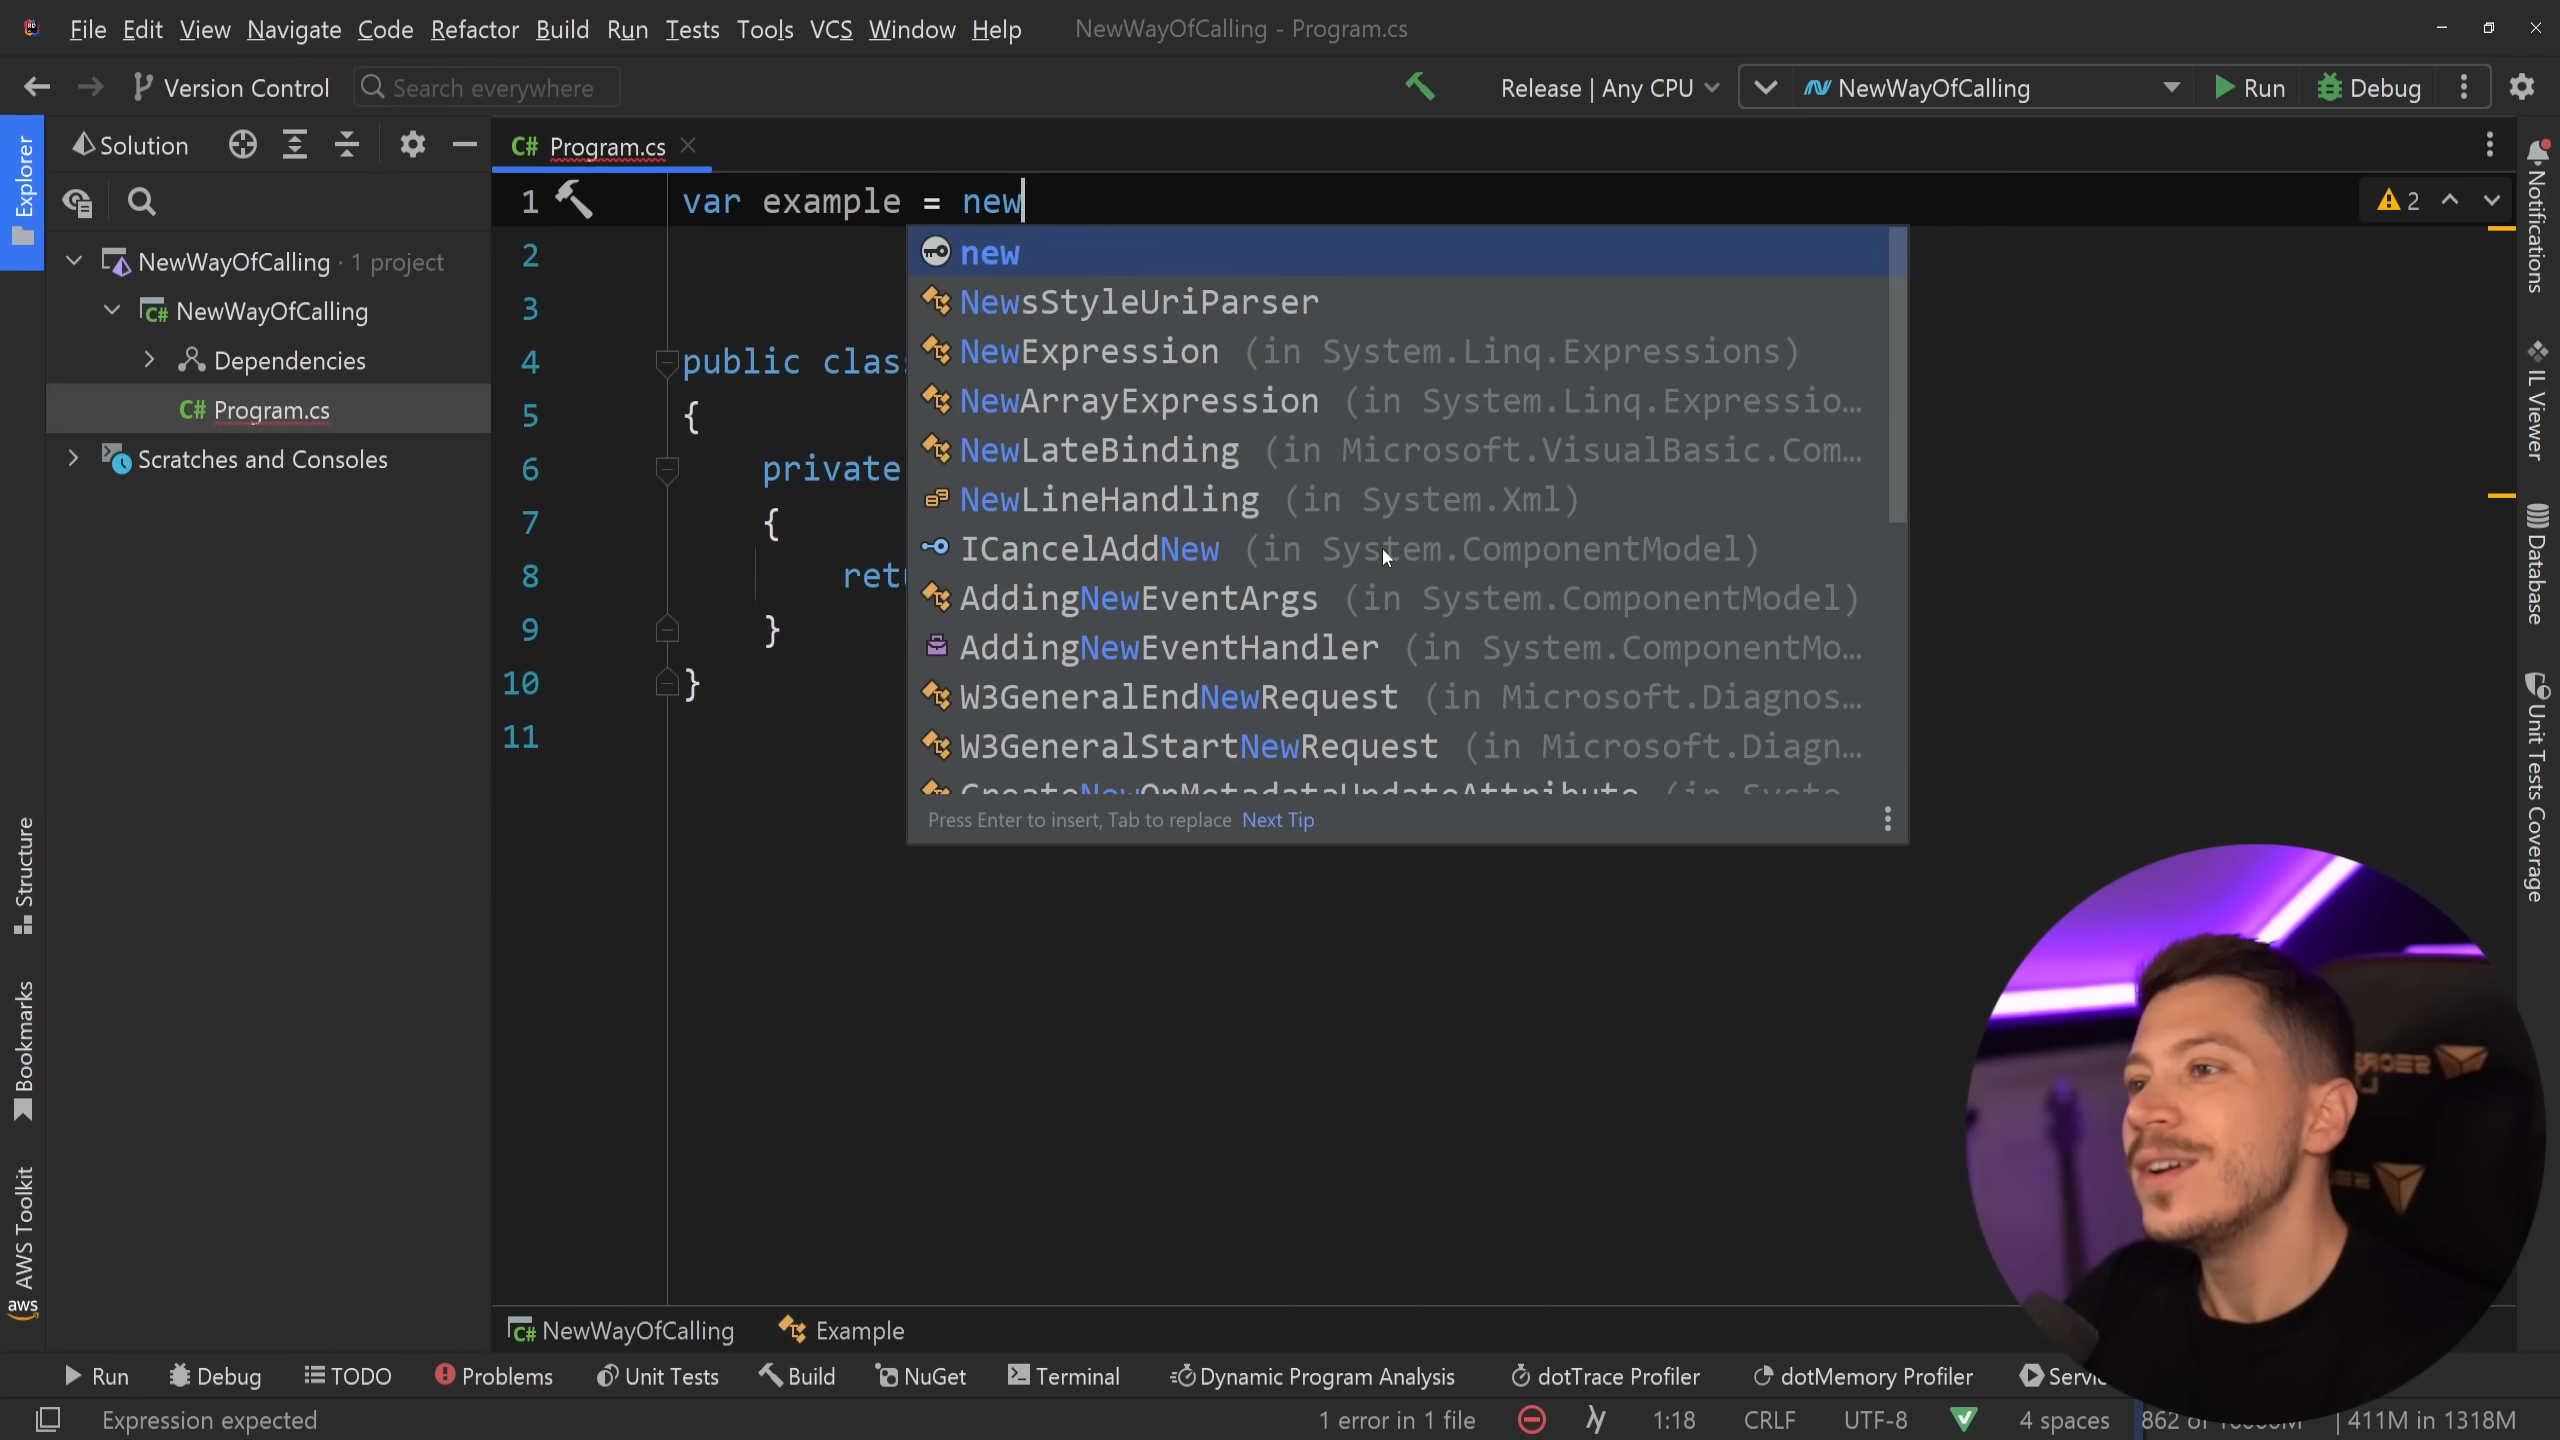 File Edit View Navigate Code Refactor Build Run Tests Tools VCS Window Help NewWayOfCalling - Program.cs
Version Control Search everywhere Release | Any CPU NewWayOfCalling Run Debug
Explorer
Solution
C# Program.cs
NewWayOfCalling · 1 project
C# NewWayOfCalling
Dependencies
C# Program.cs
Scratches and Consoles
Structure
Bookmarks
AWS Toolkit
aws
1 var example = new
2
3
4 public clas
5 {
6 private
7 {
8 ret
9 }
10 }
11
2
new
NewsStyleUriParser
NewExpression (in System.Linq.Expressions)
NewArrayExpression (in System.Linq.Expressio…
NewLateBinding (in Microsoft.VisualBasic.Com…
NewLineHandling (in System.Xml)
ICancelAddNew (in System.ComponentModel)
AddingNewEventArgs (in System.ComponentModel)
AddingNewEventHandler (in System.ComponentMo…
W3GeneralEndNewRequest (in Microsoft.Diagnos…
W3GeneralStartNewRequest (in Microsoft.Diagn…
CreateNewOnMetadataUpdateAttribute (in Syste
Press Enter to insert, Tab to replace Next Tip
Notifications
IL Viewer
Database
Unit Tests Coverage
C# NewWayOfCalling Example
Run Debug TODO Problems Unit Tests Build NuGet Terminal Dynamic Program Analysis dotTrace Profiler dotMemory Profiler Servic
Expression expected 1 error in 1 file 1:18 CRLF UTF-8 4 spaces 862 of 411M in 1318M